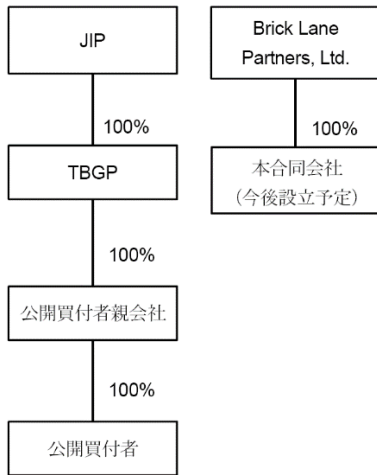 JIP
100%
TBGP
100%
公開買付者親会社
100%
公開買付者
Brick Lane
Partners, Ltd.
100%
本合同会社
(今後設立予定)